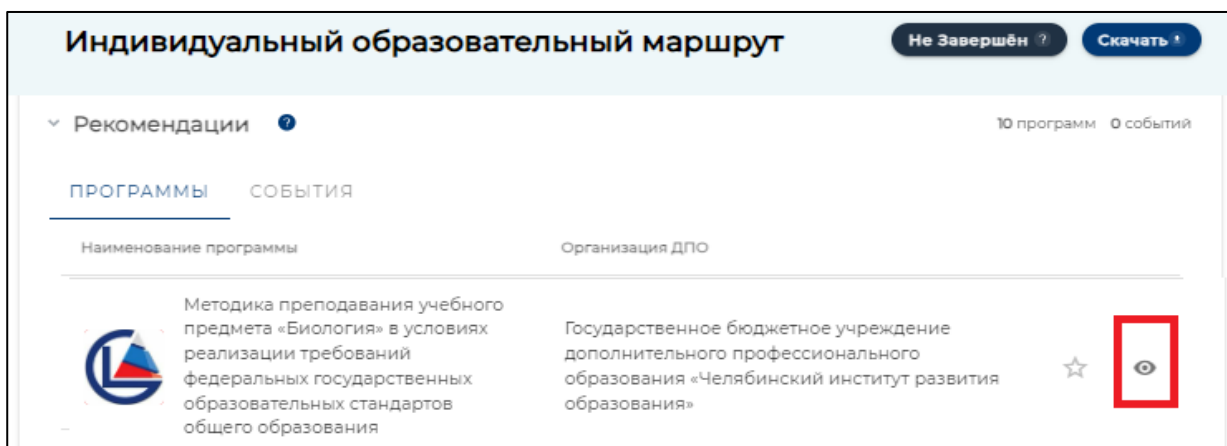 Индивидуальный образовательный маршрут
Не Завершён ?
Скачать
Рекомендации ?
10 программ 0 событий
ПРОГРАММЫ СОБЫТИЯ
Наименование программы
Организация ДПО
Методика преподавания учебного
предмета «Биология» в условиях
реализации требований
федеральных государственных
образовательных стандартов
общего образования
Государственное бюджетное учреждение
дополнительного профессионального
образования «Челябинский институт развития
образования»